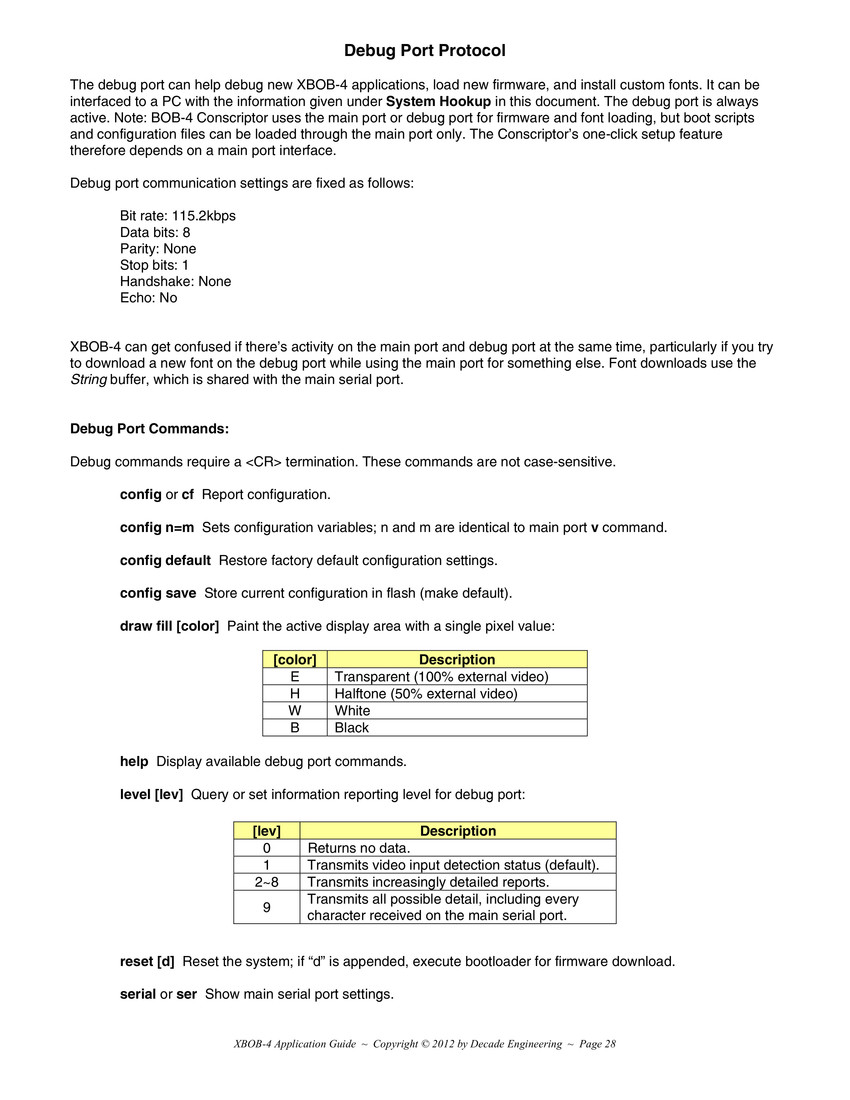 Debug Port Protocol
The debug port can help debug new XBOB-4 applications, load new firmware, and install custom fonts. It can be
interfaced to a PC with the information given under System Hookup in this document. The debug port is always
active. Note: BOB-4 Conscriptor uses the main port or debug port for firmware and font loading, but boot scripts
and configuration files can be loaded through the main port only. The Conscriptor's one-click setup feature
therefore depends on a main port interface.
Debug port communication settings are fixed as follows:
Bit rate: 115.2kbps
Data bits: 8
Parity: None
Stop bits: 1
Handshake: None
Echo: No
XBOB-4 can get confused if there's activity on the main port and debug port at the same time, particularly if you try
to download a new font on the debug port while using the main port for something else. Font downloads use the
String buffer, which is shared with the main serial port.
Debug Port Commands:
Debug commands require a <CR> termination. These commands are not case-sensitive.
config or cf Report configuration.
config n=m Sets configuration variables; n and m are identical to main port v command.
config default Restore factory default configuration settings.
config save Store current configuration in flash (make default).
draw fill [color] Paint the active display area with a single pixel value:
[color] Description
E Transparent (100% external video)
H Halftone (50% external video)
W White
B Black
help Display available debug port commands.
level [lev] Query or set information reporting level for debug port:
[lev] Description
0 Returns no data.
1 Transmits video input detection status (default).
2~8 Transmits increasingly detailed reports.
9 Transmits all possible detail, including every
character received on the main serial port.
reset [d] Reset the system; if “d” is appended, execute bootloader for firmware download.
serial or ser Show main serial port settings.
XBOB-4 Application Guide ~ Copyright © 2012 by Decade Engineering ~ Page 28